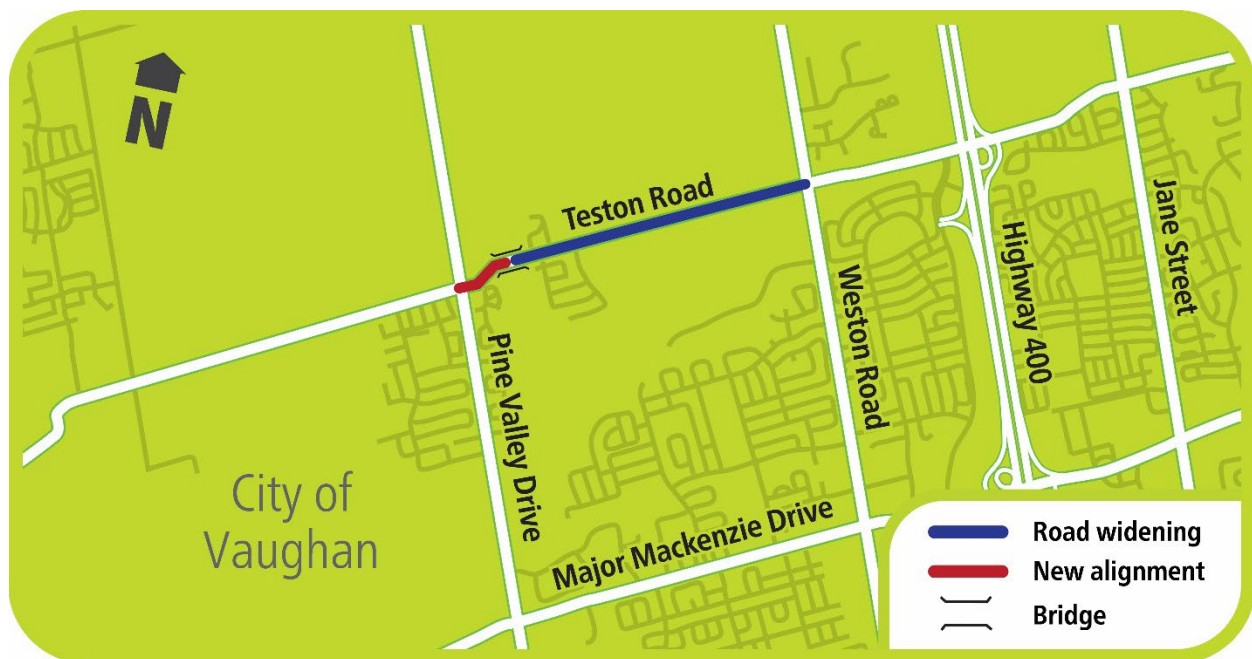 N
Teston Road
Jane Street
Highway 400
Weston Road
Pine Valley Drive
City of
Vaughan
Major Mackenzie Drive
Road widening
New alignment
Bridge